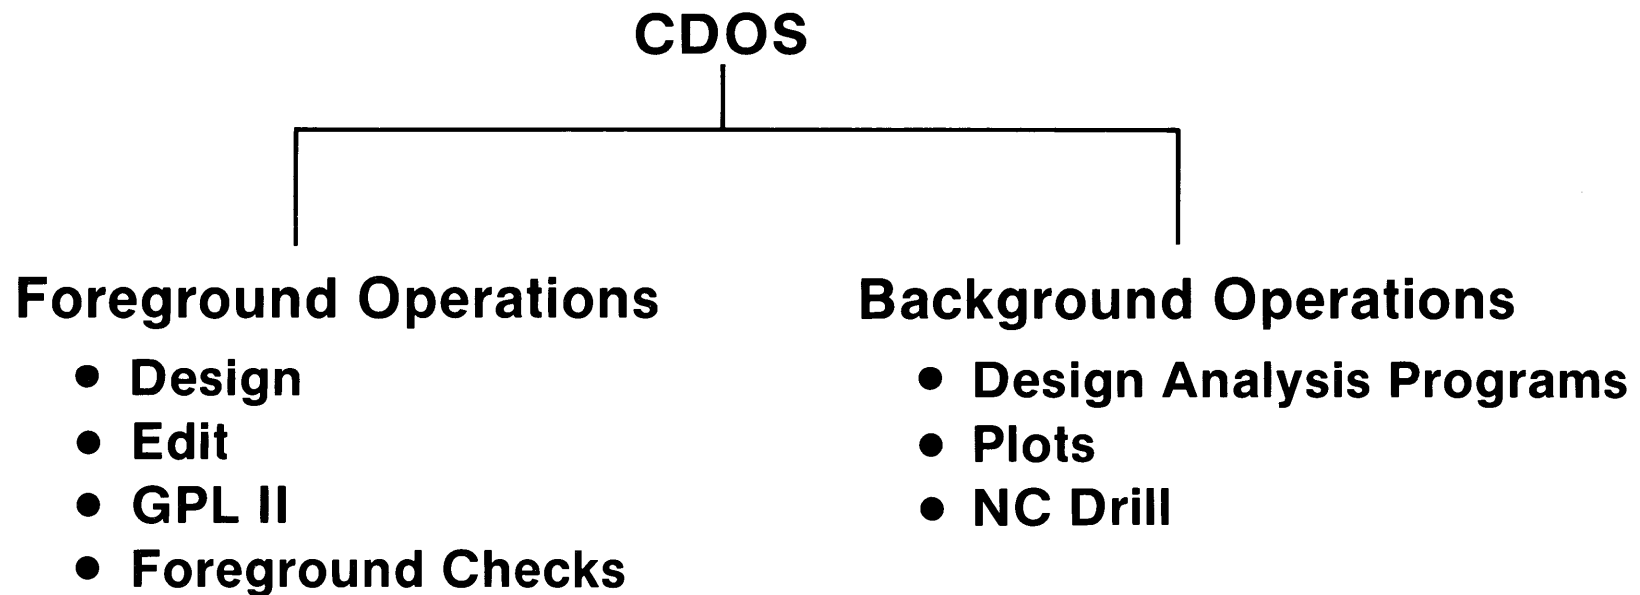 CDOS
Foreground Operations
• Design
• Edit
• GPL II
• Foreground Checks
Background Operations
• Design Analysis Programs
• Plots
• NC Drill